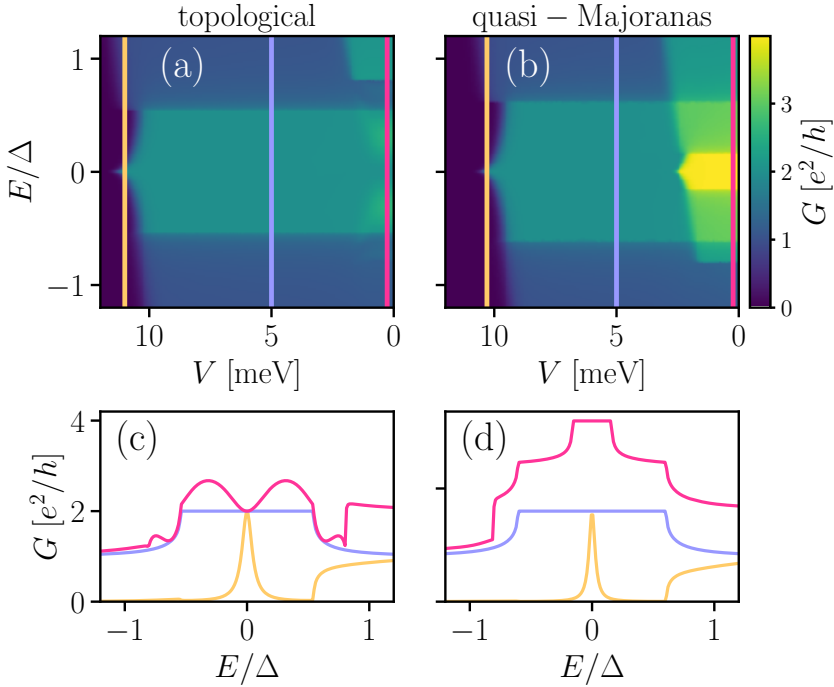 topological
quasi − Majoranas
(a)
(b)
E/Δ
1
0
−1
10
5
0
V [meV]
10
5
0
V [meV]
3
2
1
0
G [e²/h]
(c)
(d)
G [e²/h]
4
2
0
−1
0
1
E/Δ
−1
0
1
E/Δ